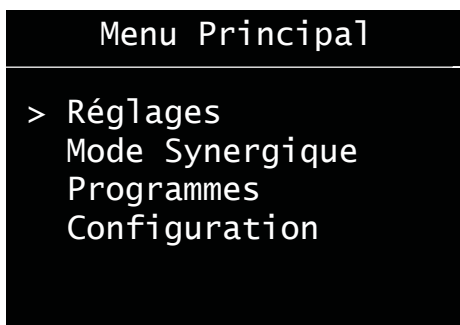 Menu Principal
> Réglages
Mode Synergique
Programmes
Configuration